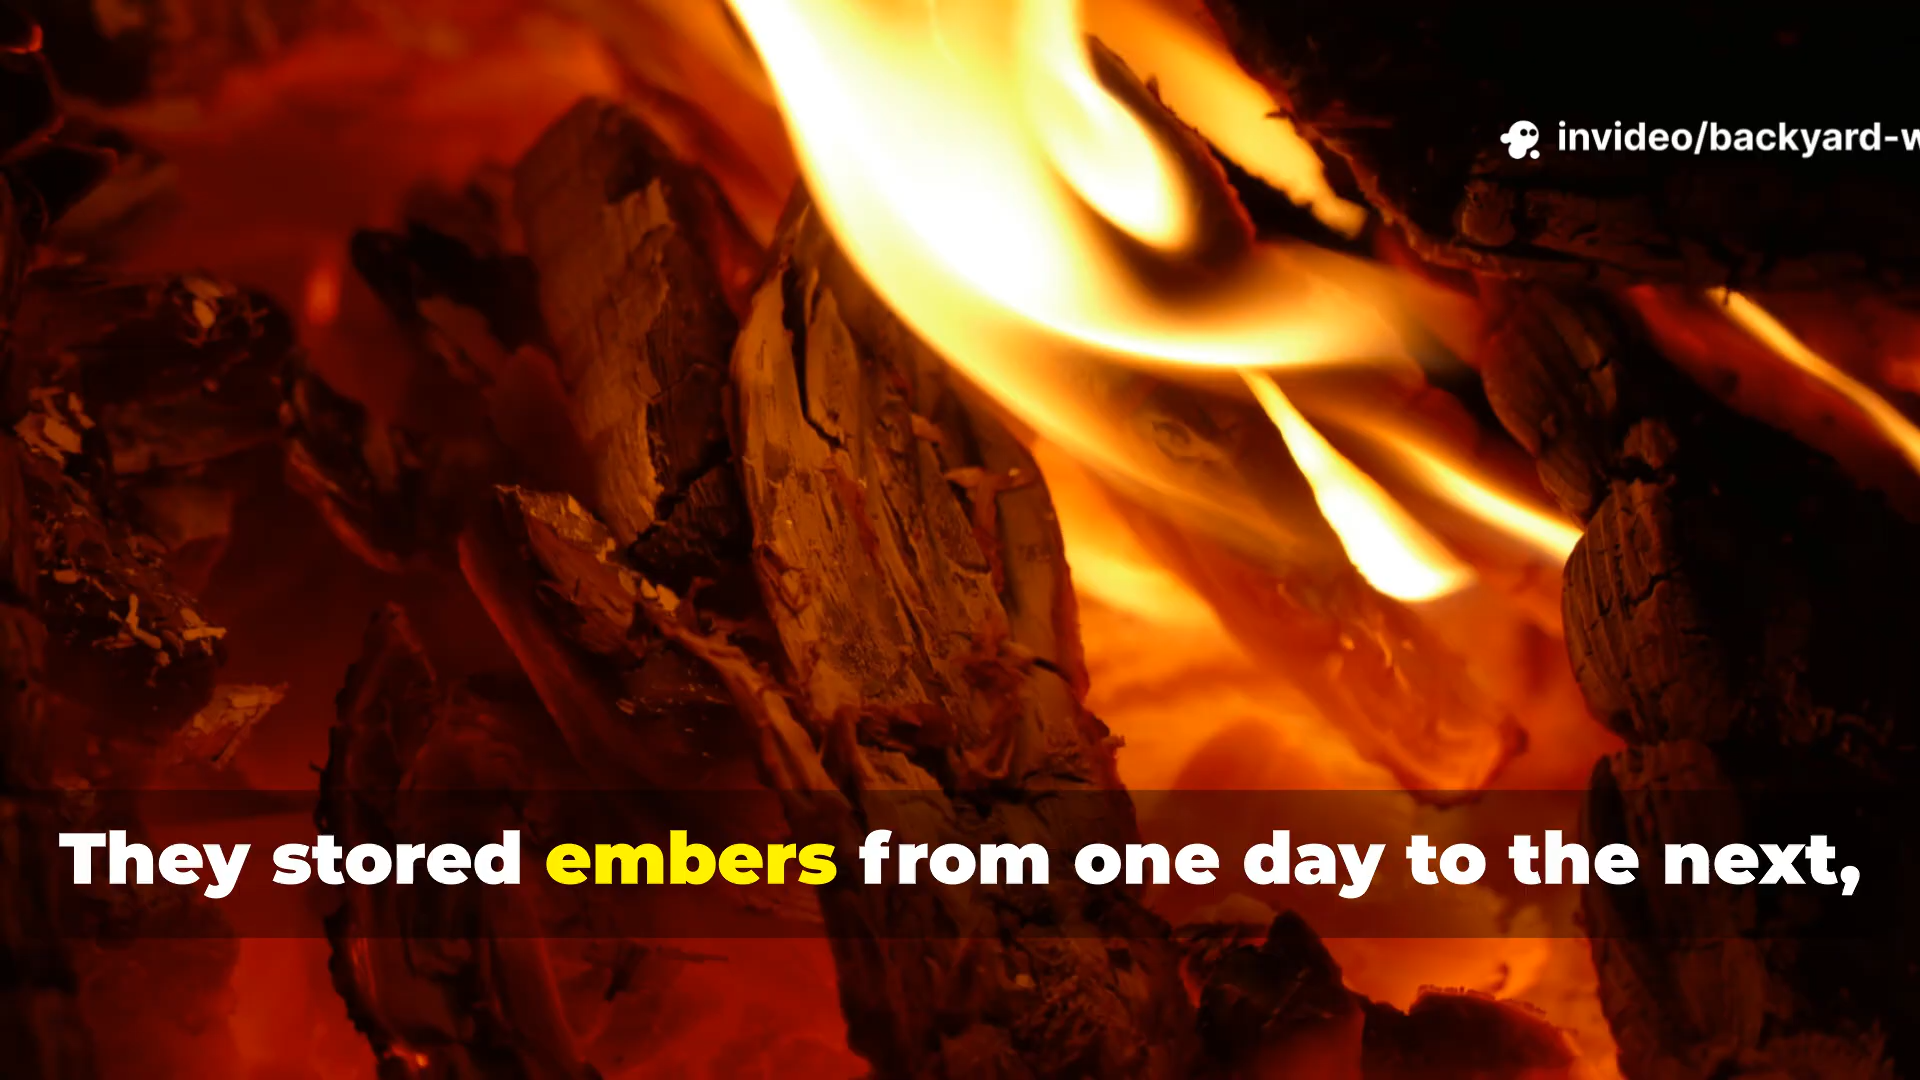 invideo/backyard-w
They stored embers from one day to the next,